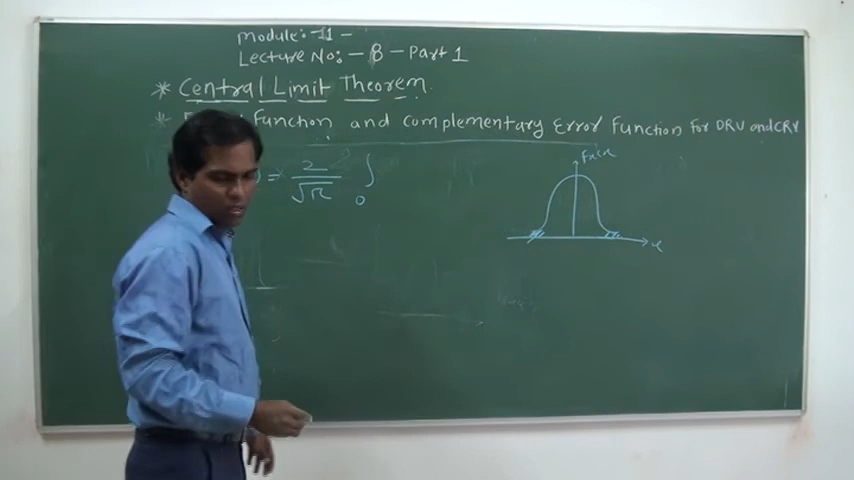 Module:- 1 -
Lecture No:- 8 - Part 1
* Central Limit Theorem.
* Function and complementary Error Function for DRV and CRV
) = 2/√π ∫ 0
x